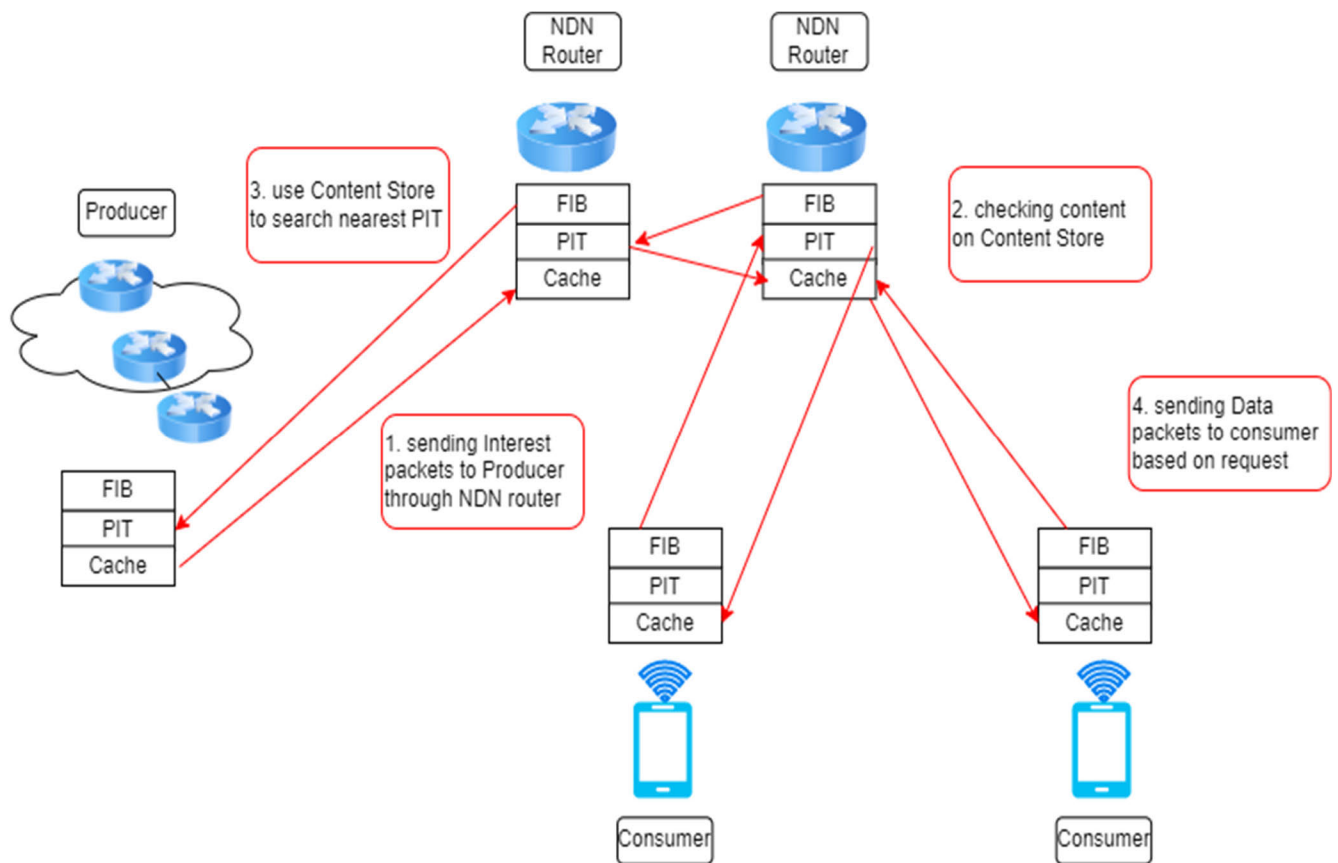 NDN
Router
NDN
Router
3. use Content Store
to search nearest PIT
Producer
FIB
PIT
Cache
FIB
PIT
Cache
2. checking content
on Content Store
1. sending Interest
packets to Producer
through NDN router
4. sending Data
packets to consumer
based on request
FIB
PIT
Cache
FIB
PIT
Cache
FIB
PIT
Cache
Consumer
Consumer